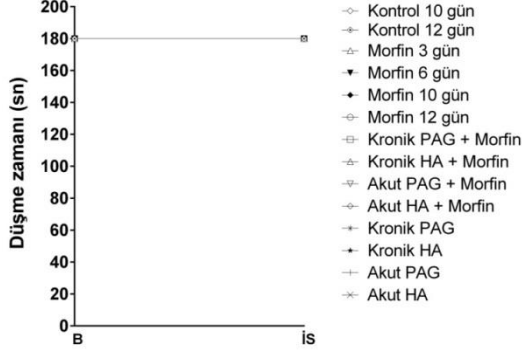 Düşme zamanı (sn)
200
180
160
140
120
100
80
60
40
20
0
B
İS
Kontrol 10 gün
Kontrol 12 gün
Morfin 3 gün
Morfin 6 gün
Morfin 10 gün
Morfin 12 gün
Kronik PAG + Morfin
Kronik HA + Morfin
Akut PAG + Morfin
Akut HA + Morfin
Kronik PAG
Kronik HA
Akut PAG
Akut HA